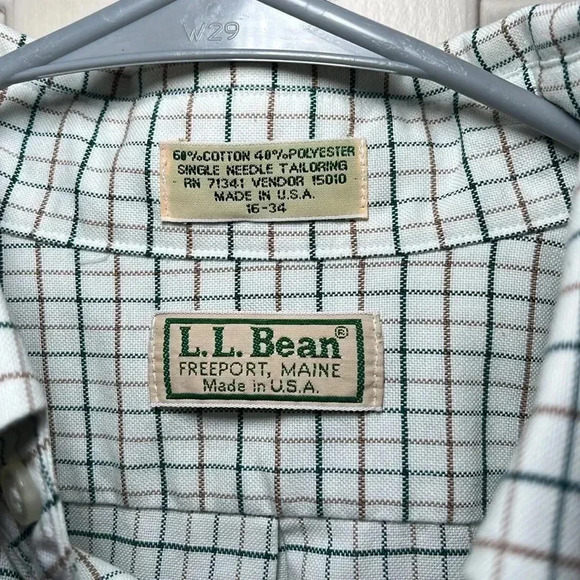 W29
60%COTTON 40%POLYESTER
SINGLE NEEDLE TAILORING
RN 71341 VENDOR 15010
MADE IN U.S.A.
16-34
L.L.Bean®
FREEPORT, MAINE
Made in U.S.A.